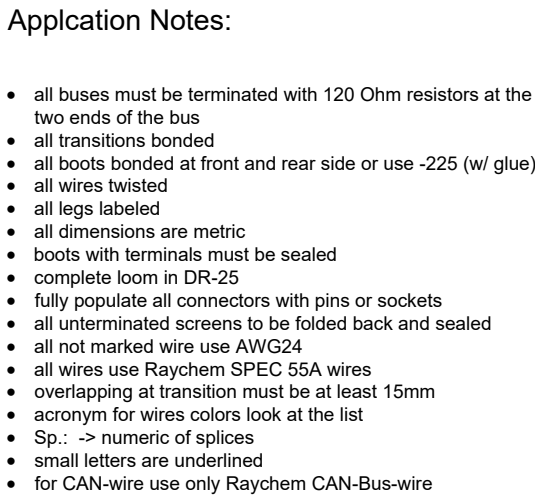 Applcation Notes:
• all buses must be terminated with 120 Ohm resistors at the
two ends of the bus
• all transitions bonded
• all boots bonded at front and rear side or use -225 (w/ glue)
• all wires twisted
• all legs labeled
• all dimensions are metric
• boots with terminals must be sealed
• complete loom in DR-25
• fully populate all connectors with pins or sockets
• all unterminated screens to be folded back and sealed
• all not marked wire use AWG24
• all wires use Raychem SPEC 55A wires
• overlapping at transition must be at least 15mm
• acronym for wires colors look at the list
• Sp.: -> numeric of splices
• small letters are underlined
• for CAN-wire use only Raychem CAN-Bus-wire